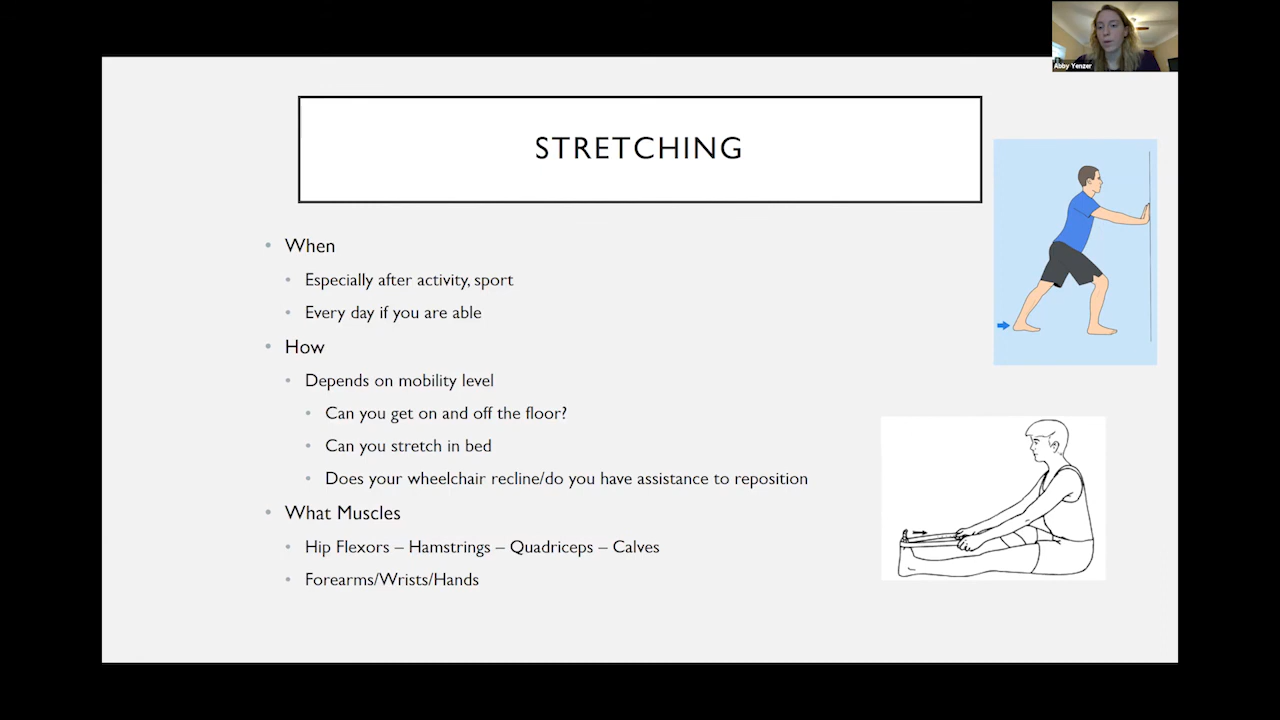 Abby Yenzer
STRETCHING
When
Especially after activity, sport
Every day if you are able
How
Depends on mobility level
Can you get on and off the floor?
Can you stretch in bed
Does your wheelchair recline/do you have assistance to reposition
What Muscles
Hip Flexors – Hamstrings – Quadriceps – Calves
Forearms/Wrists/Hands